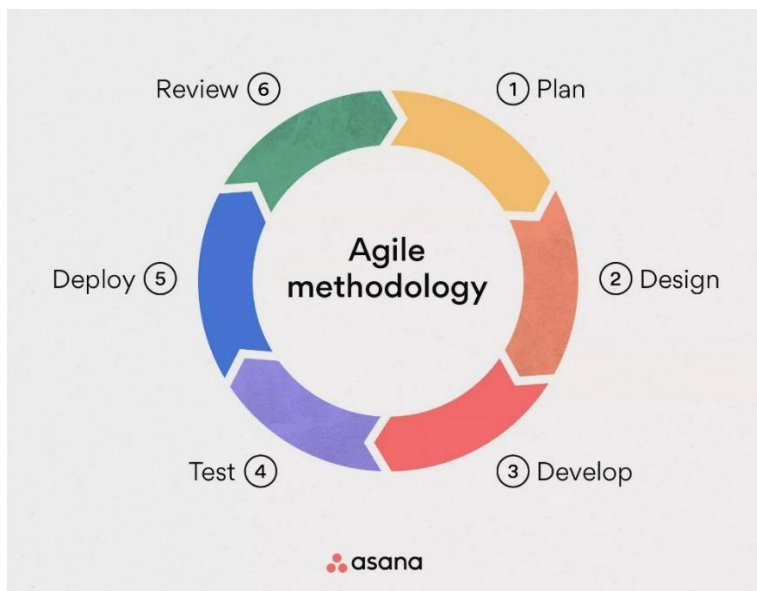 Agile
methodology
1 Plan
2 Design
3 Develop
Test 4
Deploy 5
Review 6
asana